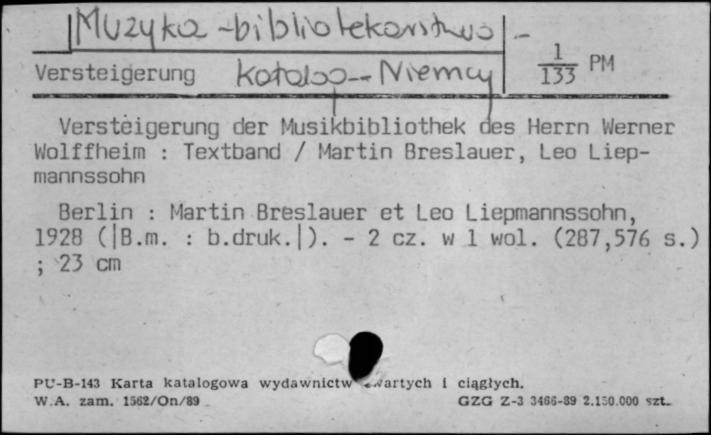 Muzyka - bibliotekarstwo -
Versteigerung katalog -- Niemcy 1/133 PM
Versteigerung der Musikbibliothek des Herrn Werner
Wolffheim : Textband / Martin Breslauer, Leo Liep-
mannssohn
Berlin : Martin Breslauer et Leo Liepmannssohn,
1928 (|B.m. : b.druk.|). - 2 cz. w 1 wol. (287,576 s.)
; 23 cm
PU-B-143 Karta katalogowa wydawnictw zwartych i ciągłych.
W.A. zam. 1562/On/89 GZG Z-3 3466-89 2.150.000 szt.